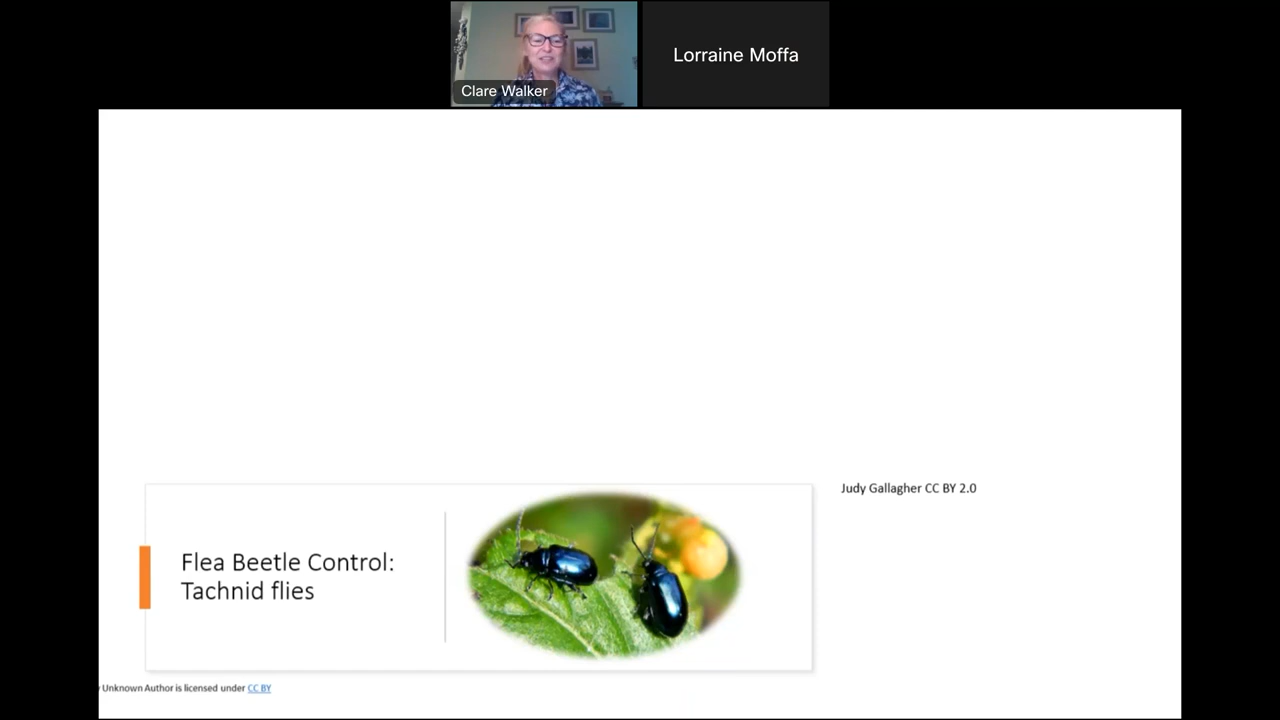 Clare Walker
Lorraine Moffa
Judy Gallagher CC BY 2.0
Flea Beetle Control:
Tachnid flies
Unknown Author is licensed under CC BY